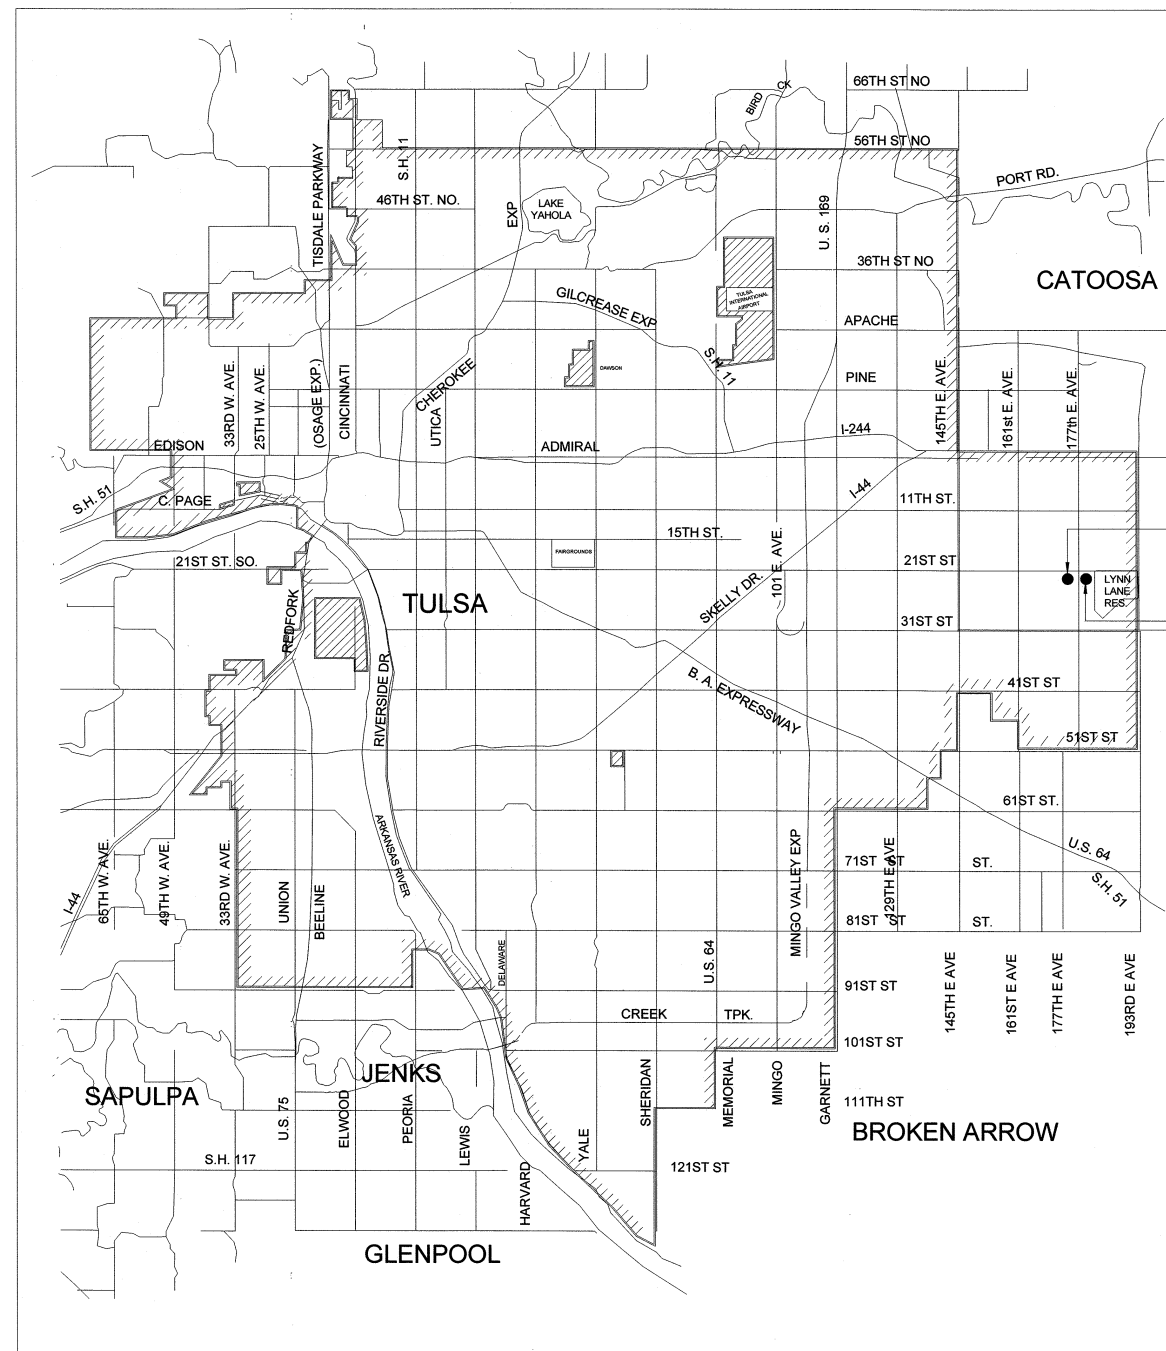 66TH ST NO
CK
BIRD
56TH ST NO
S.H. 11
TISDALE PARKWAY
PORT RD.
46TH ST. NO.
EXP
LAKE
YAHOLA
U. S. 169
36TH ST NO
CATOOSA
TULSA
INTERNATIONAL
AIRPORT
GILCREASE EXP
APACHE
S.H. 11
DAWSON
CHEROKEE
PINE
33RD W. AVE.
25TH W. AVE.
(OSAGE EXP.)
CINCINNATI
UTICA
145TH E. AVE.
161st E. AVE.
177th E. AVE.
I-244
EDISON
ADMIRAL
S.H. 51
C. PAGE
I-44
11TH ST.
15TH ST.
101 E. AVE.
FAIRGROUNDS
21ST ST. SO.
21ST ST
LYNN
LANE
RES.
TULSA
SKELLY DR.
REDFORK
31ST ST
RIVERSIDE DR.
B. A. EXPRESSWAY
41ST ST
51ST ST
61ST ST.
ARKANSAS RIVER
U.S. 64
S.H. 51
I-44
65TH W. AVE.
49TH W. AVE.
33RD W. AVE.
UNION
BEELINE
MINGO VALLEY EXP
71ST ST
ST
ST.
129TH E AVE
81ST ST
ST
ST.
DELAWARE
U.S. 64
91ST ST
145TH E AVE
161ST E AVE
177TH E AVE
193RD E AVE
CREEK
TPK.
101ST ST
JENKS
SAPULPA
U.S. 75
ELWOOD
PEORIA
LEWIS
HARVARD
YALE
SHERIDAN
MEMORIAL
MINGO
GARNETT
111TH ST
BROKEN ARROW
S.H. 117
121ST ST
GLENPOOL